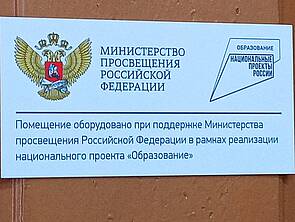 МИНИСТЕРСТВО
ПРОСВЕЩЕНИЯ
РОССИЙСКОЙ
ФЕДЕРАЦИИ
ОБРАЗОВАНИЕ
НАЦИОНАЛЬНЫЕ
ПРОЕКТЫ
РОССИИ
Помещение оборудовано при поддержке Министерства
просвещения Российской Федерации в рамках реализации
национального проекта «Образование»